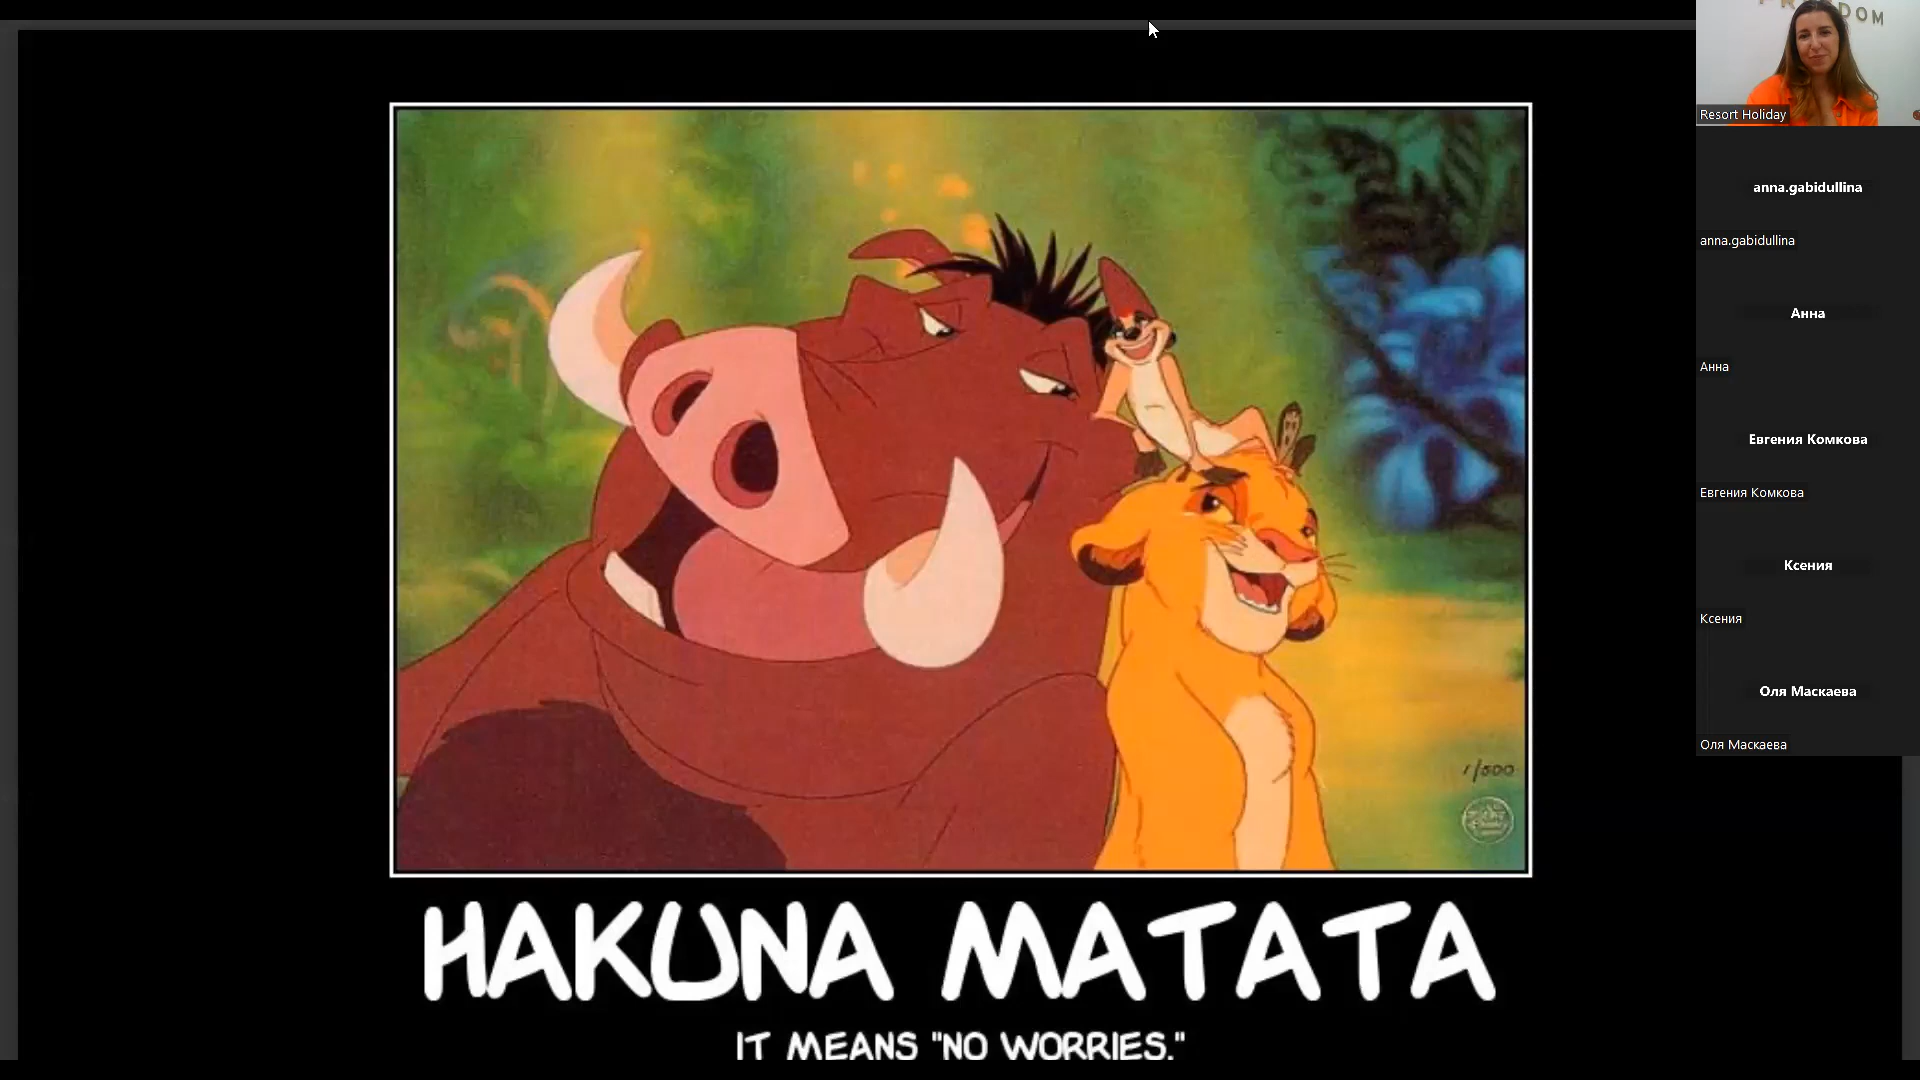 DOM
Resort Holiday
anna.gabidullina
anna.gabidullina
Анна
Анна
Евгения Комкова
Евгения Комкова
Ксения
Ксения
Оля Маскаева
Оля Маскаева
1/500
HAKUNA MATATA
IT MEANS "NO WORRIES."